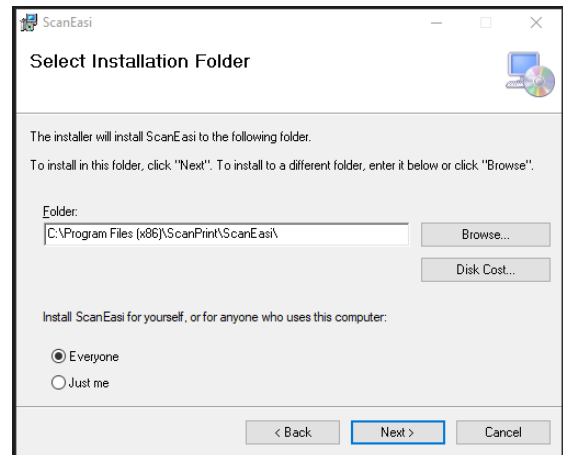 ScanEasi
Select Installation Folder
The installer will install ScanEasi to the following folder.
To install in this folder, click "Next". To install to a different folder, enter it below or click "Browse".
Folder:
C:\Program Files (x86)\ScanPrint\ScanEasi\
Browse...
Disk Cost...
Install ScanEasi for yourself, or for anyone who uses this computer:
Everyone
Just me
< Back
Next >
Cancel